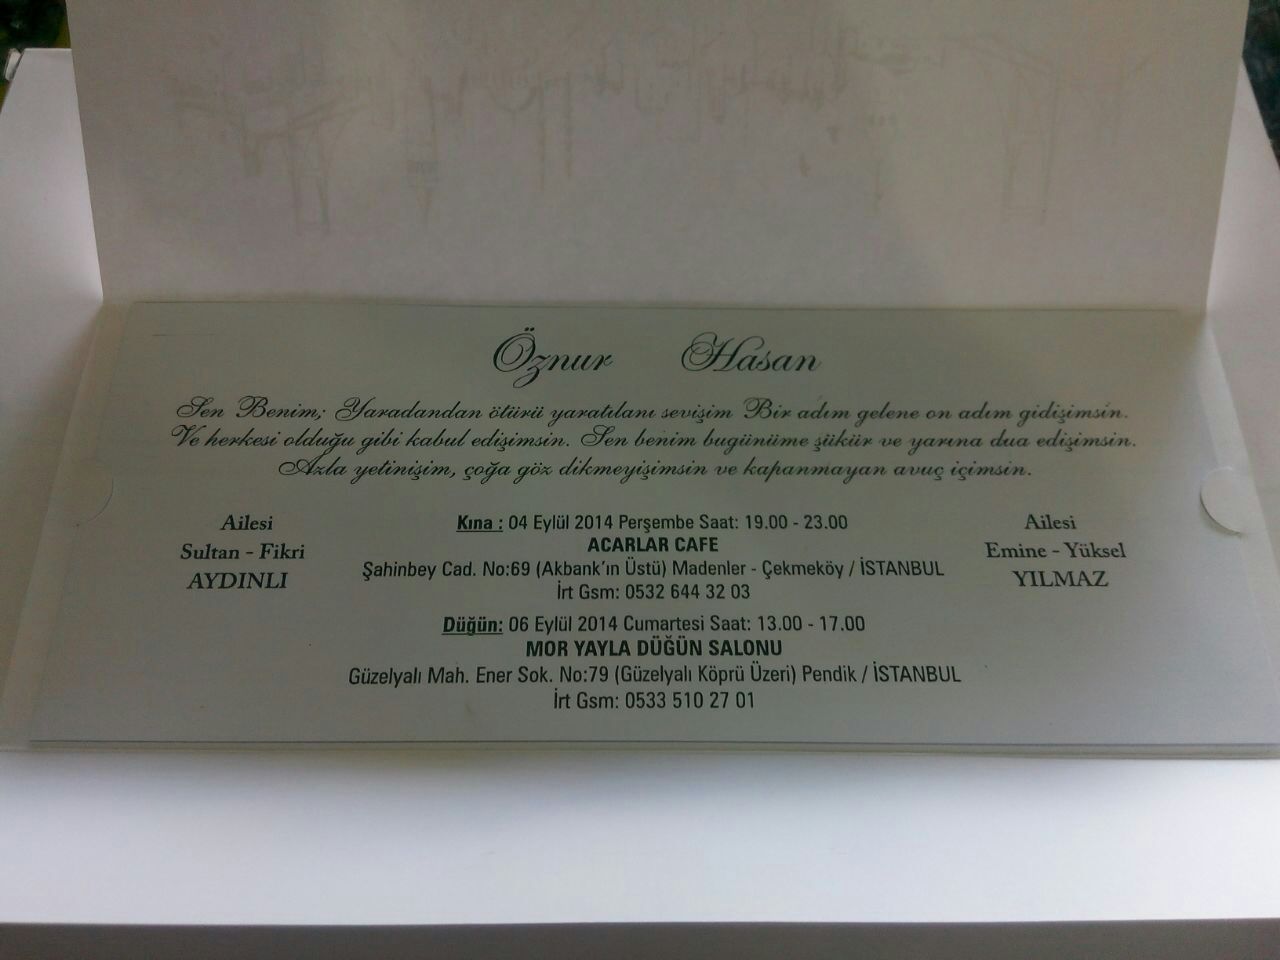 Öznur Hasan
Sen Benim; Yaradandan ötürü yaratılanı sevişim Bir adım gelene on adım gidişimsin.
Ve herkesi olduğu gibi kabul edişimsin. Sen benim bugünüme şükür ve yarına dua edişimsin.
Azla yetinişim, çoğa göz dikmeyişimsin ve kapanmayan avuç içimsin.
Ailesi
Sultan - Fikri
AYDINLI
Kına : 04 Eylül 2014 Perşembe Saat: 19.00 - 23.00
ACARLAR CAFE
Şahinbey Cad. No:69 (Akbank'ın Üstü) Madenler - Çekmeköy / İSTANBUL
İrt Gsm: 0532 644 32 03
Düğün: 06 Eylül 2014 Cumartesi Saat: 13.00 - 17.00
MOR YAYLA DÜĞÜN SALONU
Güzelyalı Mah. Ener Sok. No:79 (Güzelyalı Köprü Üzeri) Pendik / İSTANBUL
İrt Gsm: 0533 510 27 01
Ailesi
Emine - Yüksel
YILMAZ